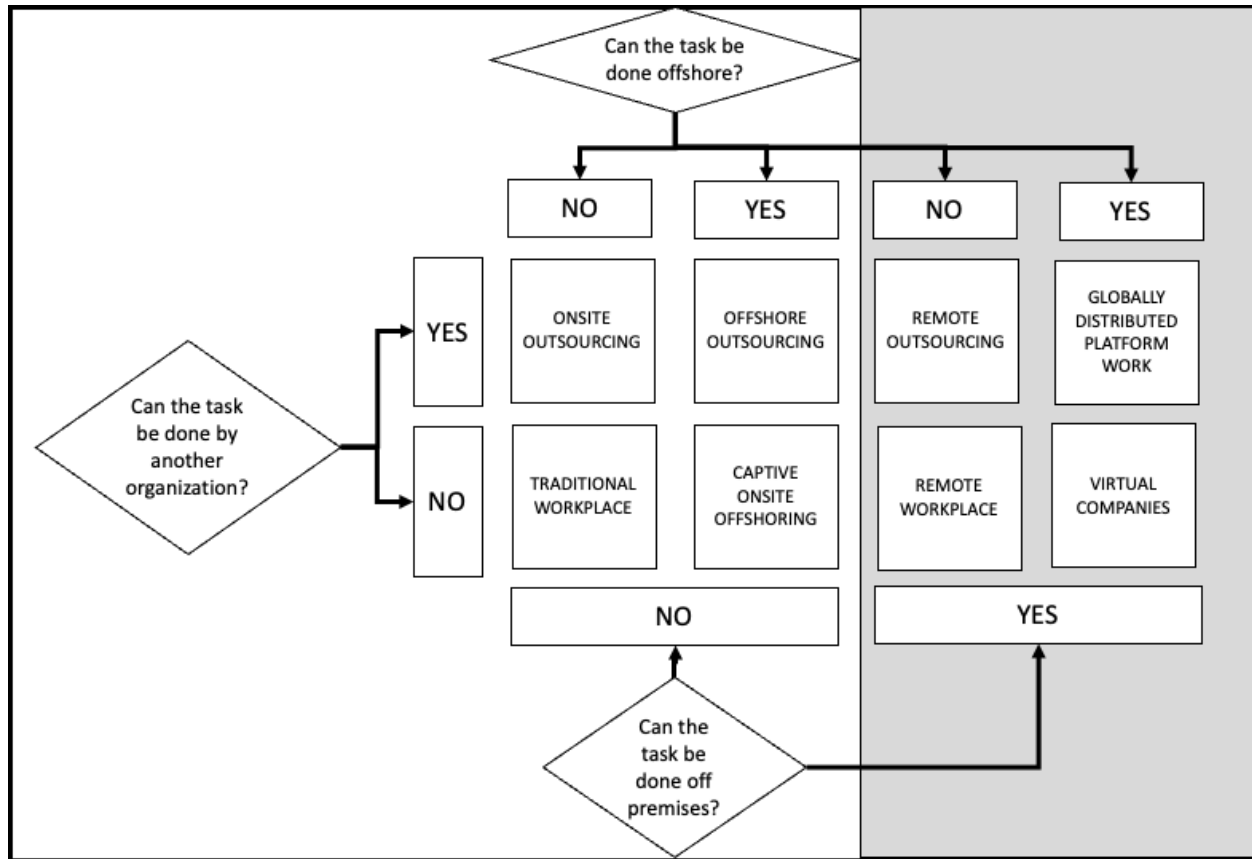 Can the task be
done offshore?
NO
YES
NO
YES
YES
ONSITE
OUTSOURCING
OFFSHORE
OUTSOURCING
REMOTE
OUTSOURCING
GLOBALLY
DISTRIBUTED
PLATFORM
WORK
Can the task
be done by
another
organization?
NO
TRADITIONAL
WORKPLACE
CAPTIVE
ONSITE
OFFSHORING
REMOTE
WORKPLACE
VIRTUAL
COMPANIES
NO
YES
Can the
task be
done off
premises?